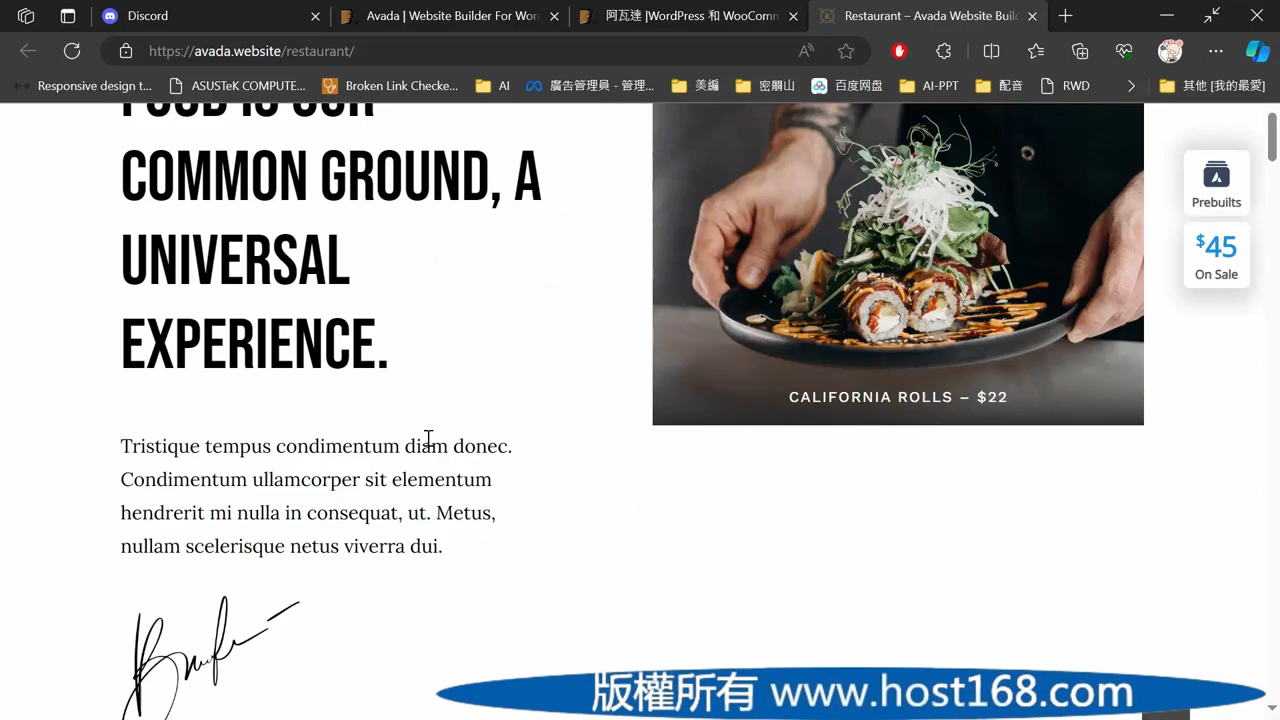 Discord
Avada | Website Builder For Wor
阿瓦達 |WordPress 和 WooComm
Restaurant – Avada Website Buil
https://avada.website/restaurant/
Responsive design t...
ASUSTeK COMPUTE...
Broken Link Checke...
AI
廣告管理員 - 管理...
美編
密關山
百度网盘
AI-PPT
配音
RWD
其他 [我的最愛]
FOOD IS OUR
COMMON GROUND, A
UNIVERSAL
EXPERIENCE.
CALIFORNIA ROLLS – $22
Prebuilts
$45
On Sale
Tristique tempus condimentum diam donec.
Condimentum ullamcorper sit elementum
hendrerit mi nulla in consequat, ut. Metus,
nullam scelerisque netus viverra dui.
版權所有 www.host168.com